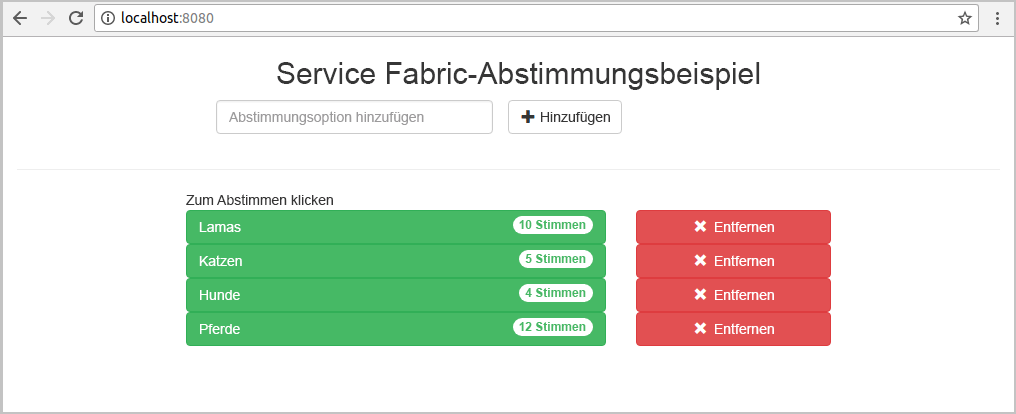 localhost:8080
Service Fabric-Abstimmungsbeispiel
Abstimmungsoption hinzufügen
Hinzufügen
Zum Abstimmen klicken
Lamas 10 Stimmen Entfernen
Katzen 5 Stimmen Entfernen
Hunde 4 Stimmen Entfernen
Pferde 12 Stimmen Entfernen